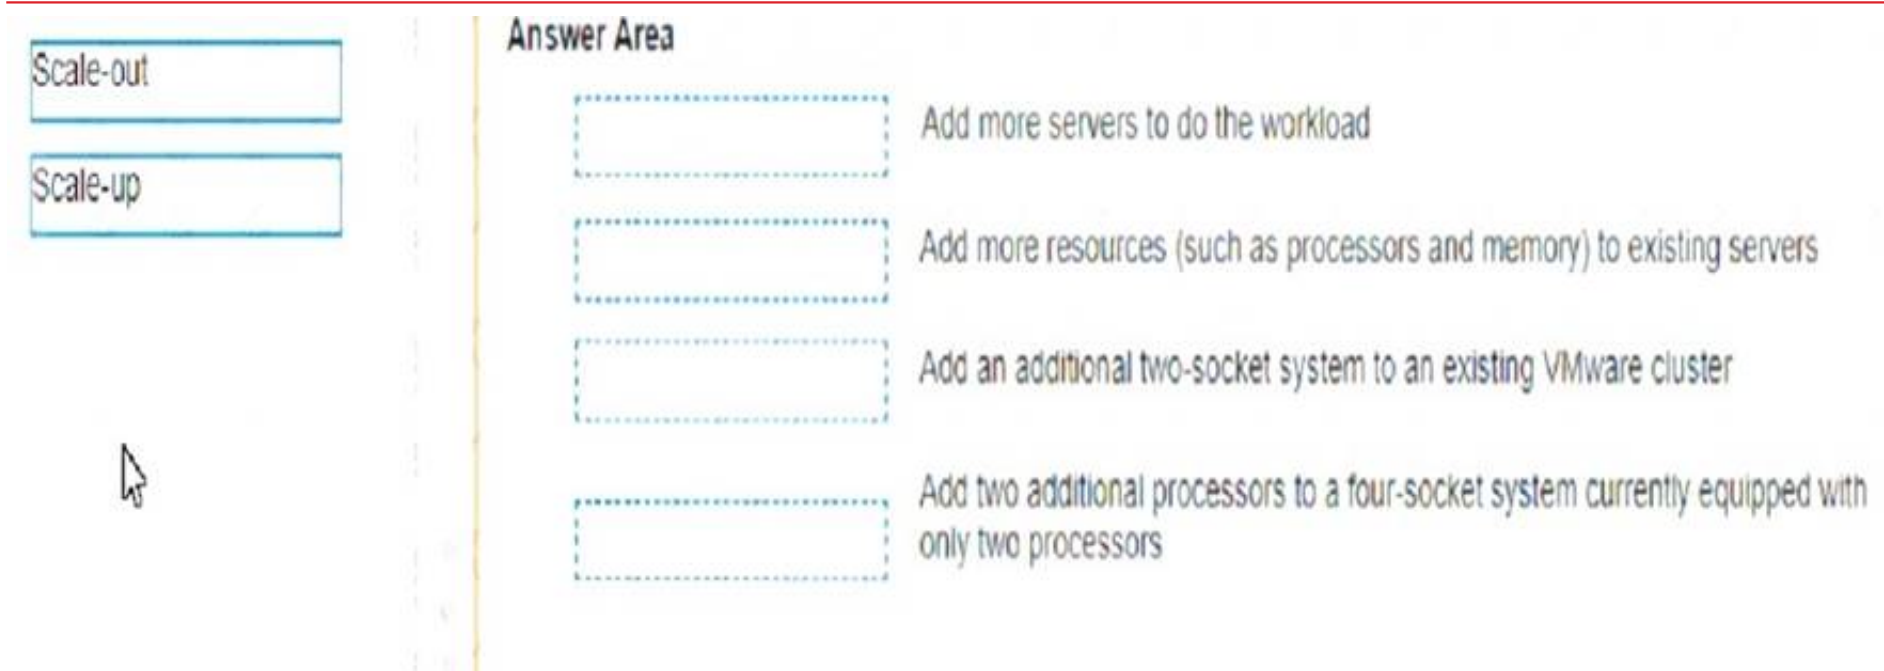 Scale-out
Scale-up
Answer Area
Add more servers to do the workload
Add more resources (such as processors and memory) to existing servers
Add an additional two-socket system to an existing VMware cluster
Add two additional processors to a four-socket system currently equipped with
only two processors